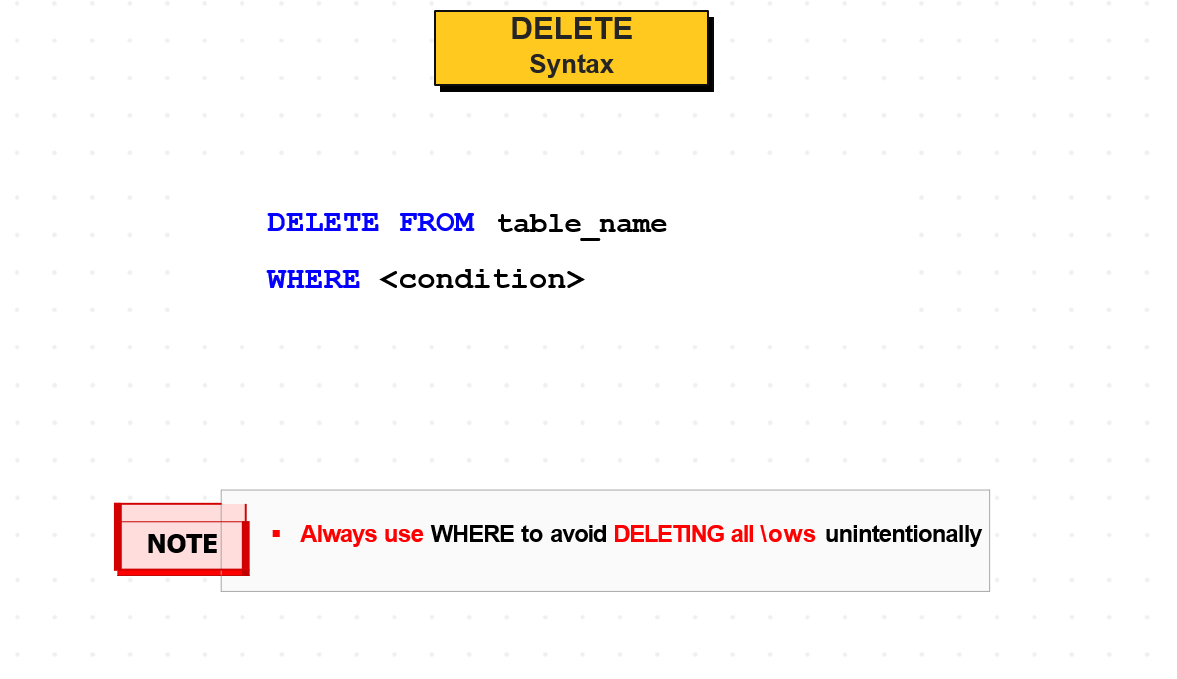 DELETE
Syntax
DELETE FROM table_name
WHERE <condition>
NOTE
▪ Always use WHERE to avoid DELETING all \ows unintentionally